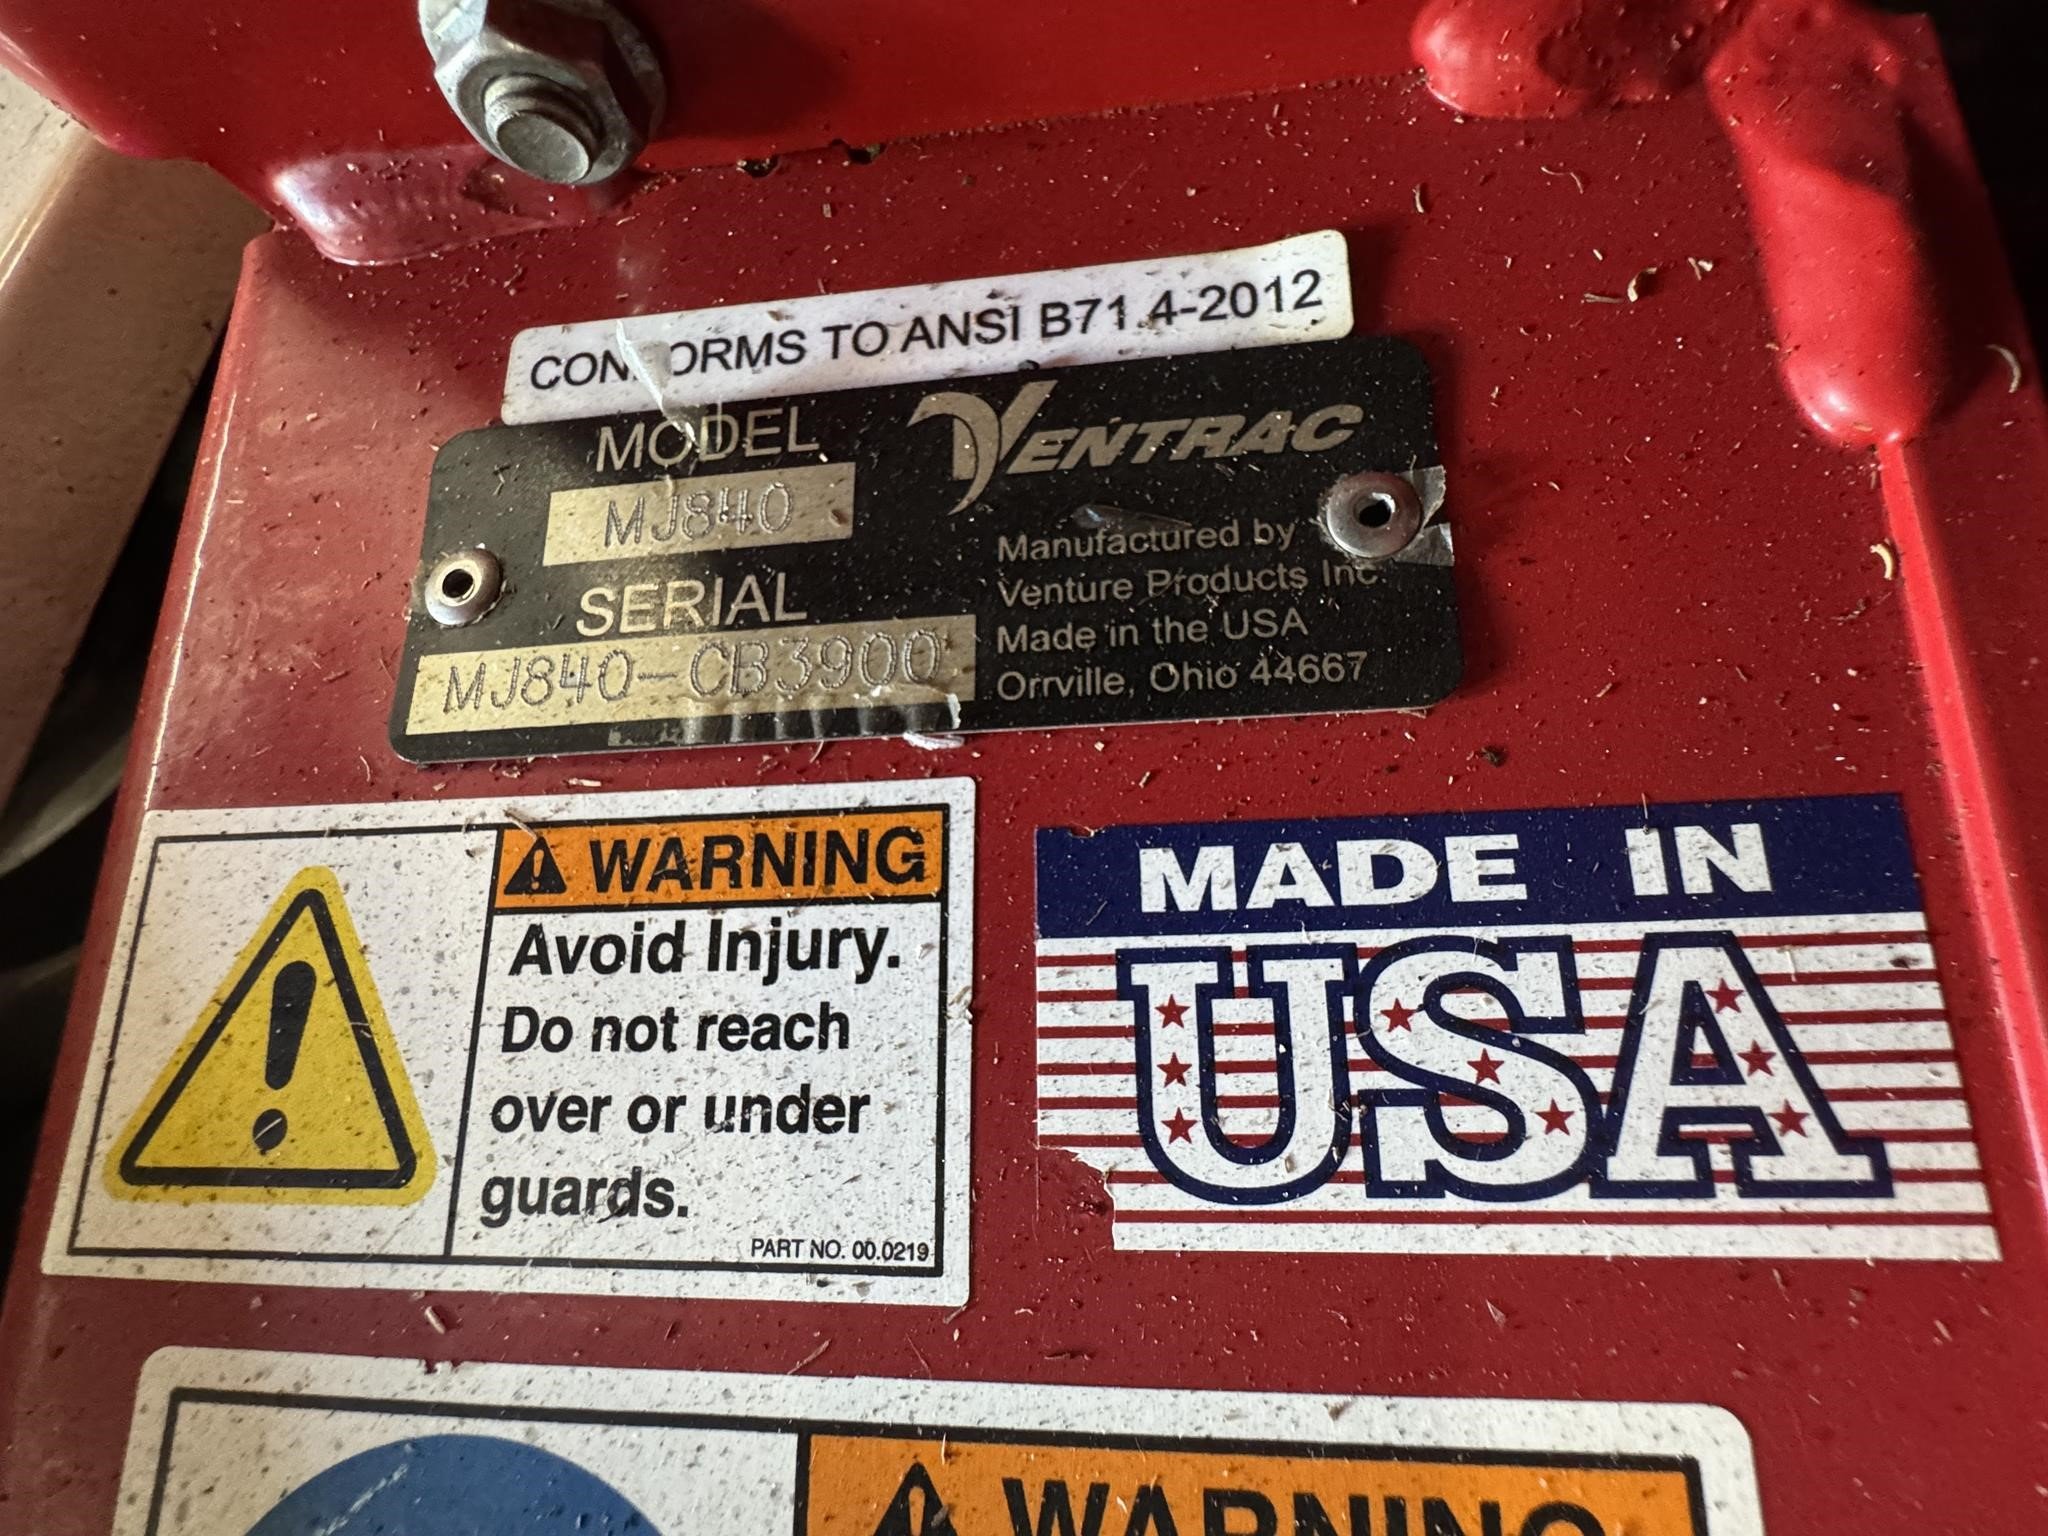 CONFORMS TO ANSI B71.4-2012
MODEL
MJ840
SERIAL
MJ840-CB3900
VENTRAC
Manufactured by
Venture Products Inc.
Made in the USA
Orrville, Ohio 44667
WARNING
Avoid Injury.
Do not reach
over or under
guards.
PART NO. 00.0219
MADE IN
USA
WARNING